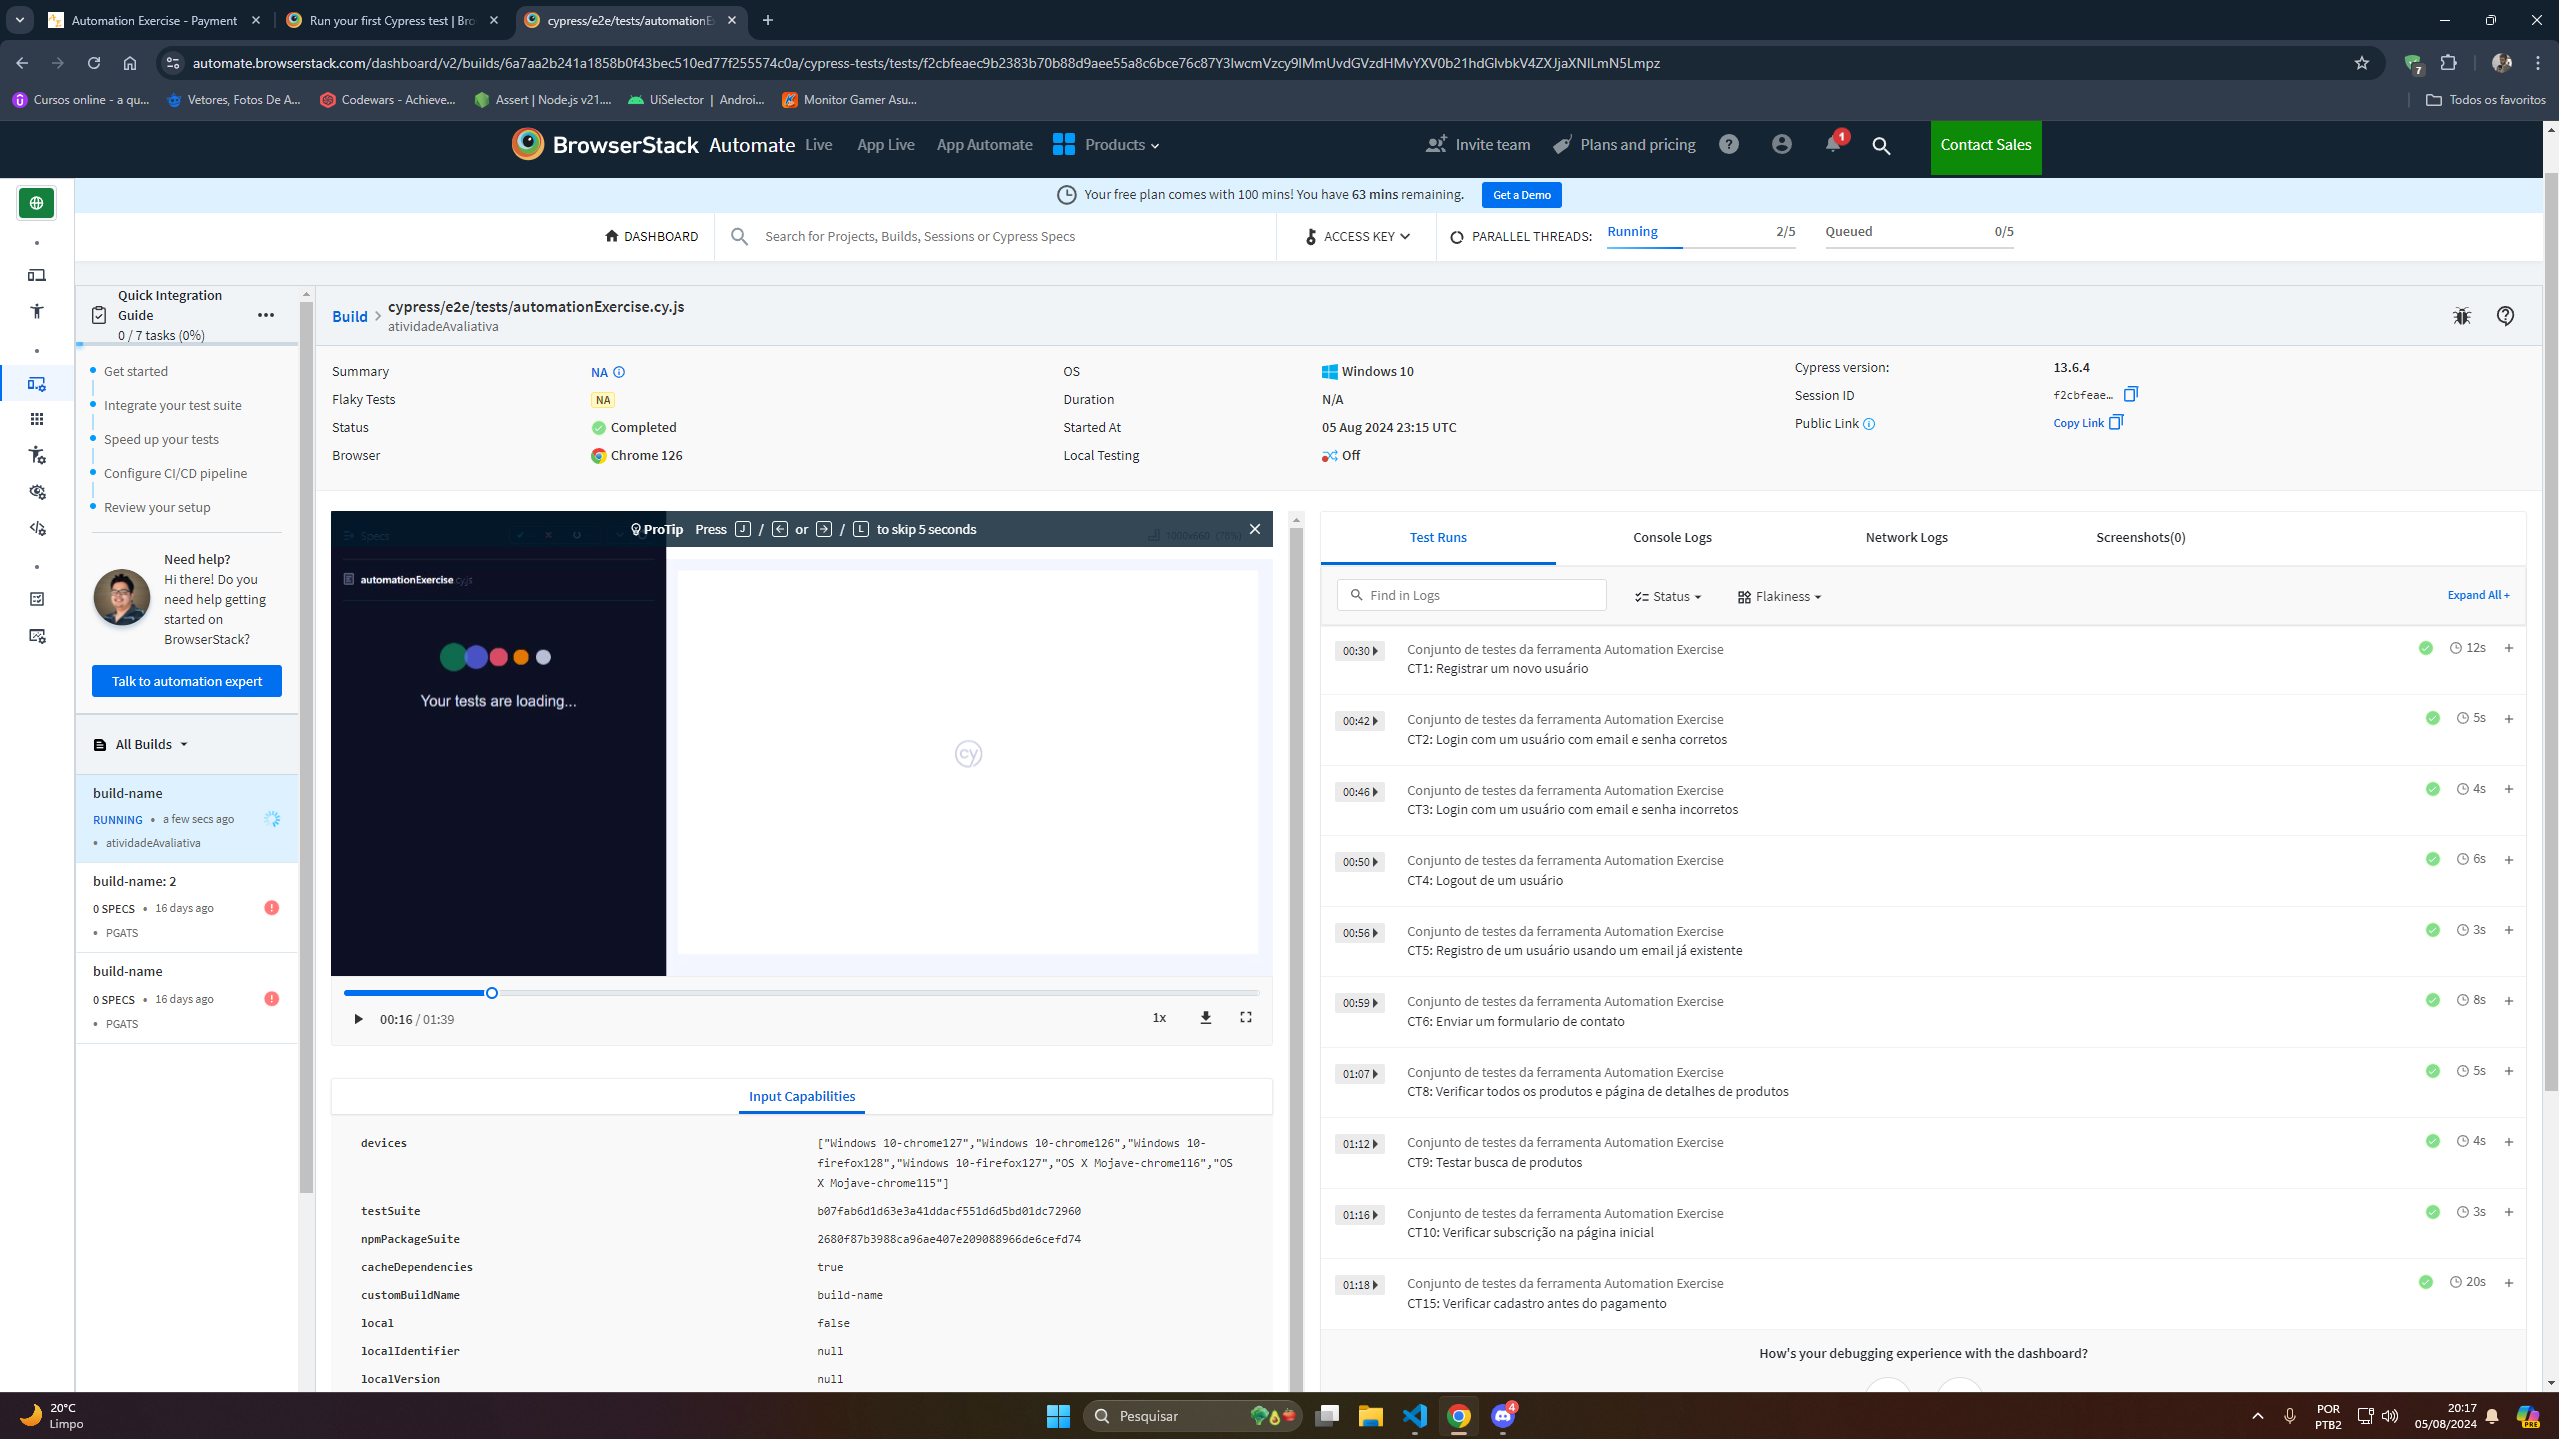 Automation Exercise - Payment
Run your first Cypress test | Bro
cypress/e2e/tests/automationE
automate.browserstack.com/dashboard/v2/builds/6a7aa2b241a1858b0f43bec510ed77f255574c0a/cypress-tests/tests/f2cbfeaec9b2383b70b88d9aee55a8c6bce76c87Y3lwcmVzcy9lMmUvdGVzdHMvYXV0b21hdGlvbkV4ZXJjaXNlLmN5Lmpz
7
Cursos online - a qu...
Vetores, Fotos De A...
Codewars - Achieve...
Assert | Node.js v21....
UiSelector | Androi...
Monitor Gamer Asu...
Todos os favoritos
BrowserStack Automate
Live
App Live
App Automate
Products
Invite team
Plans and pricing
1
Contact Sales
Your free plan comes with 100 mins! You have 63 mins remaining.
Get a Demo
DASHBOARD
Search for Projects, Builds, Sessions or Cypress Specs
ACCESS KEY
PARALLEL THREADS:
Running 2/5
Queued 0/5
Quick Integration
Guide
0 / 7 tasks (0%)
Get started
Integrate your test suite
Speed up your tests
Configure CI/CD pipeline
Review your setup
Need help?
Hi there! Do you
need help getting
started on
BrowserStack?
Talk to automation expert
All Builds
build-name
RUNNING • a few secs ago
• atividadeAvaliativa
build-name: 2
0 SPECS • 16 days ago
• PGATS
build-name
0 SPECS • 16 days ago
• PGATS
Build
cypress/e2e/tests/automationExercise.cy.js
atividadeAvaliativa
Summary NA
Flaky Tests NA
Status Completed
Browser Chrome 126
OS Windows 10
Duration N/A
Started At 05 Aug 2024 23:15 UTC
Local Testing Off
Cypress version: 13.6.4
Session ID f2cbfeae...
Public Link Copy Link
Specs
ProTip Press J / ← or → / L to skip 5 seconds
1000x660 (78%)
automationExercise.cy.js
Your tests are loading...
cy
00:16 / 01:39
1x
Input Capabilities
devices ["Windows 10-chrome127","Windows 10-chrome126","Windows 10-
firefox128","Windows 10-firefox127","OS X Mojave-chrome116","OS
X Mojave-chrome115"]
testSuite b07fab6d1d63e3a41ddacf551d6d5bd01dc72960
npmPackageSuite 2680f87b3988ca96ae407e209088966de6cefd74
cacheDependencies true
customBuildName build-name
local false
localIdentifier null
localVersion null
Test Runs
Console Logs
Network Logs
Screenshots(0)
Find in Logs
Status
Flakiness
Expand All +
00:30 Conjunto de testes da ferramenta Automation Exercise 12s +
CT1: Registrar um novo usuário
00:42 Conjunto de testes da ferramenta Automation Exercise 5s +
CT2: Login com um usuário com email e senha corretos
00:46 Conjunto de testes da ferramenta Automation Exercise 4s +
CT3: Login com um usuário com email e senha incorretos
00:50 Conjunto de testes da ferramenta Automation Exercise 6s +
CT4: Logout de um usuário
00:56 Conjunto de testes da ferramenta Automation Exercise 3s +
CT5: Registro de um usuário usando um email já existente
00:59 Conjunto de testes da ferramenta Automation Exercise 8s +
CT6: Enviar um formulario de contato
01:07 Conjunto de testes da ferramenta Automation Exercise 5s +
CT8: Verificar todos os produtos e página de detalhes de produtos
01:12 Conjunto de testes da ferramenta Automation Exercise 4s +
CT9: Testar busca de produtos
01:16 Conjunto de testes da ferramenta Automation Exercise 3s +
CT10: Verificar subscrição na página inicial
01:18 Conjunto de testes da ferramenta Automation Exercise 20s +
CT15: Verificar cadastro antes do pagamento
How's your debugging experience with the dashboard?
20°C
Limpo
Pesquisar
4
POR
PTB2
20:17
05/08/2024
PRE